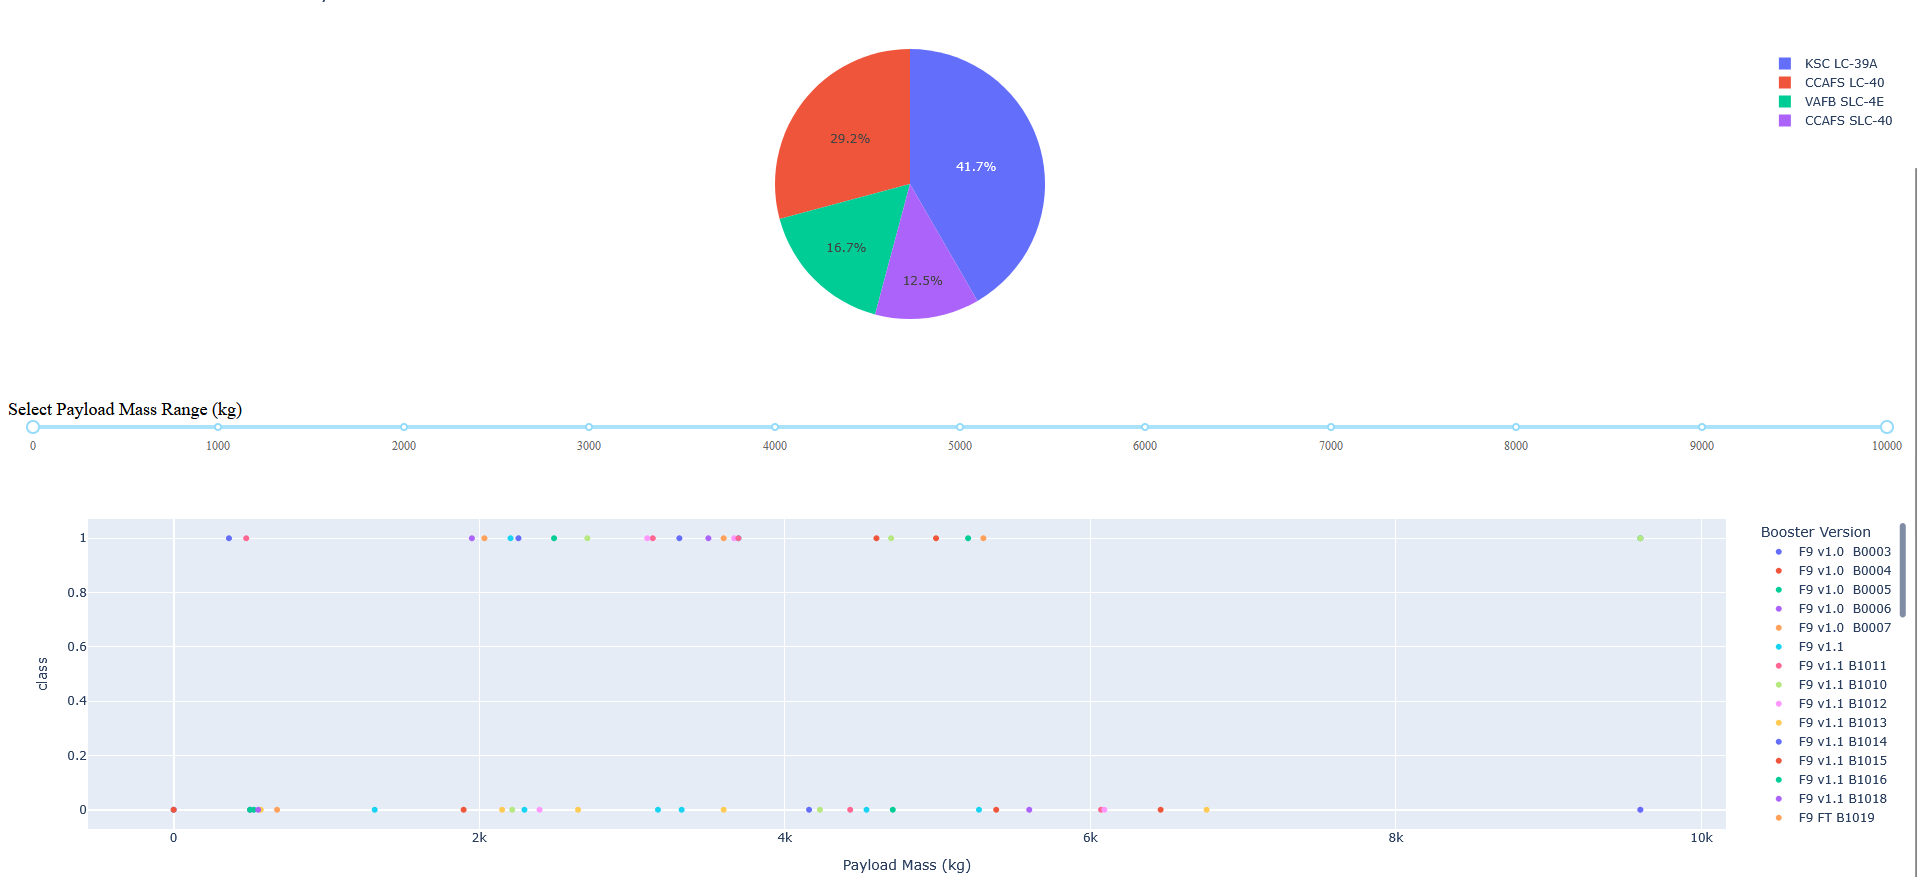 KSC LC-39A
CCAFS LC-40
VAFB SLC-4E
CCAFS SLC-40
29.2%
41.7%
16.7%
12.5%
Select Payload Mass Range (kg)
0 1000 2000 3000 4000 5000 6000 7000 8000 9000 10000
Booster Version
F9 v1.0  B0003
F9 v1.0  B0004
F9 v1.0  B0005
F9 v1.0  B0006
F9 v1.0  B0007
F9 v1.1
F9 v1.1 B1011
F9 v1.1 B1010
F9 v1.1 B1012
F9 v1.1 B1013
F9 v1.1 B1014
F9 v1.1 B1015
F9 v1.1 B1016
F9 v1.1 B1018
F9 FT B1019
1
0.8
0.6
0.4
0.2
0
class
0 2k 4k 6k 8k 10k
Payload Mass (kg)